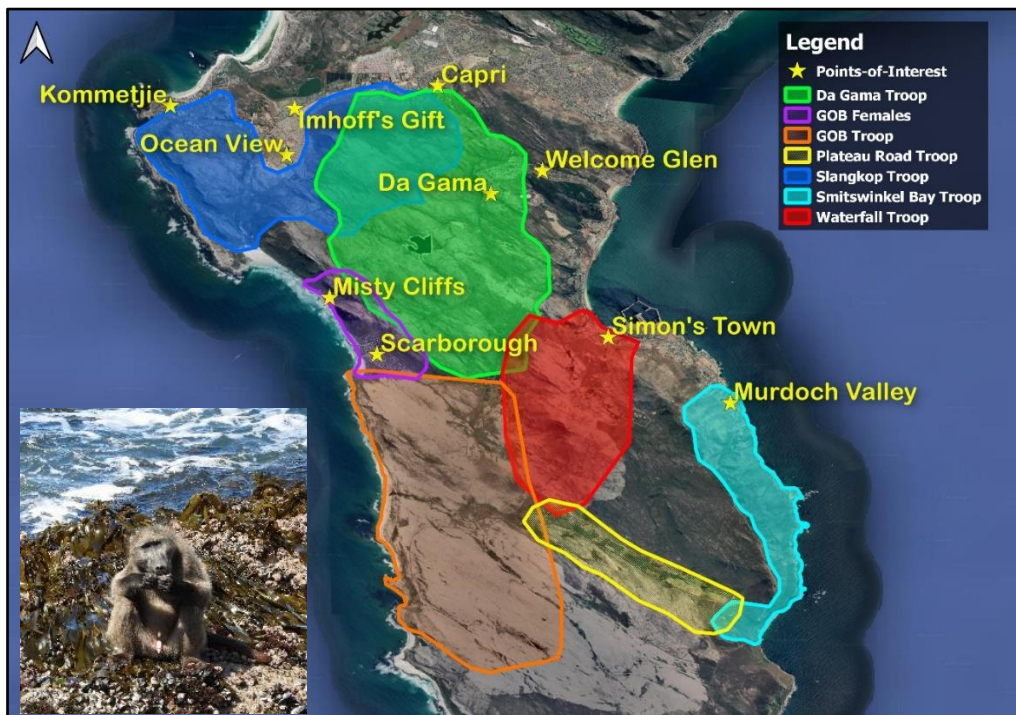 Legend
Points-of-Interest
Da Gama Troop
GOB Females
GOB Troop
Plateau Road Troop
Slangkop Troop
Smitswinkel Bay Troop
Waterfall Troop
Capri
Kommetjie
Imhoff's Gift
Ocean View
Welcome Glen
Da Gama
Misty Cliffs
Simon's Town
Scarborough
Murdoch Valley